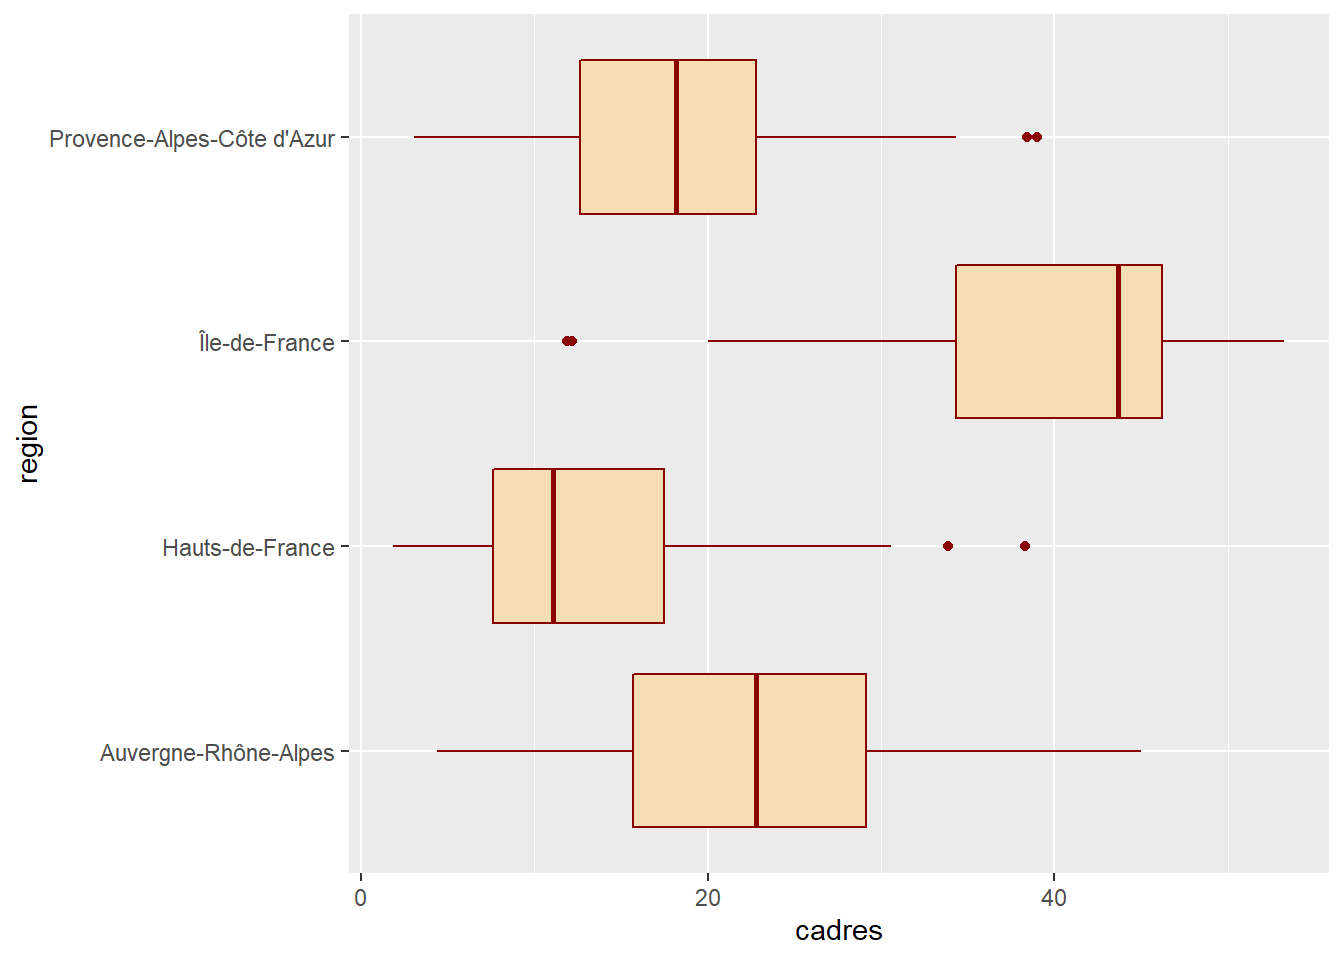 Provence-Alpes-Côte d'Azur
Île-de-France
Hauts-de-France
Auvergne-Rhône-Alpes
region
0 20 40
cadres